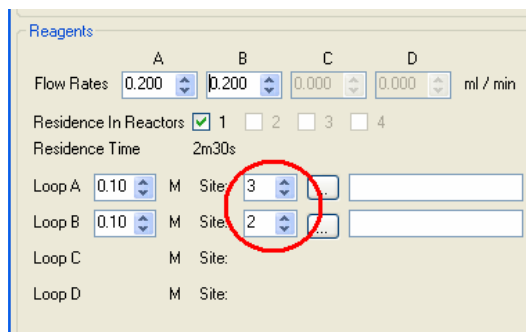 Reagents
A B C D
Flow Rates 0.200 0.200 0.000 0.000 ml / min
Residence In Reactors 1 2 3 4
Residence Time 2m30s
Loop A 0.10 M Site: 3 ...
Loop B 0.10 M Site: 2 ...
Loop C M Site:
Loop D M Site: